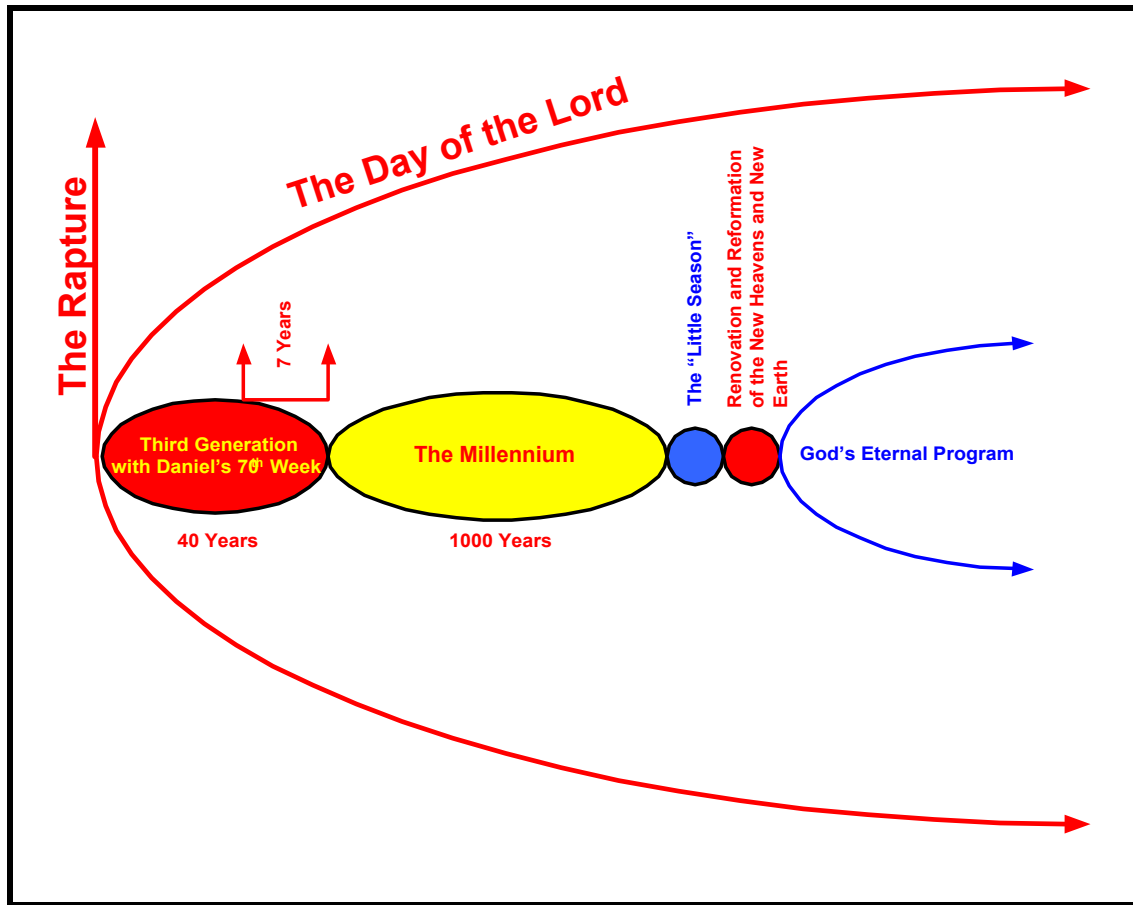 The Day of the Lord
The Rapture
7 Years
The “Little Season”
Renovation and Reformation
of the New Heavens and New
Earth
Third Generation
with Daniel’s 70th Week
The Millennium
God’s Eternal Program
40 Years
1000 Years